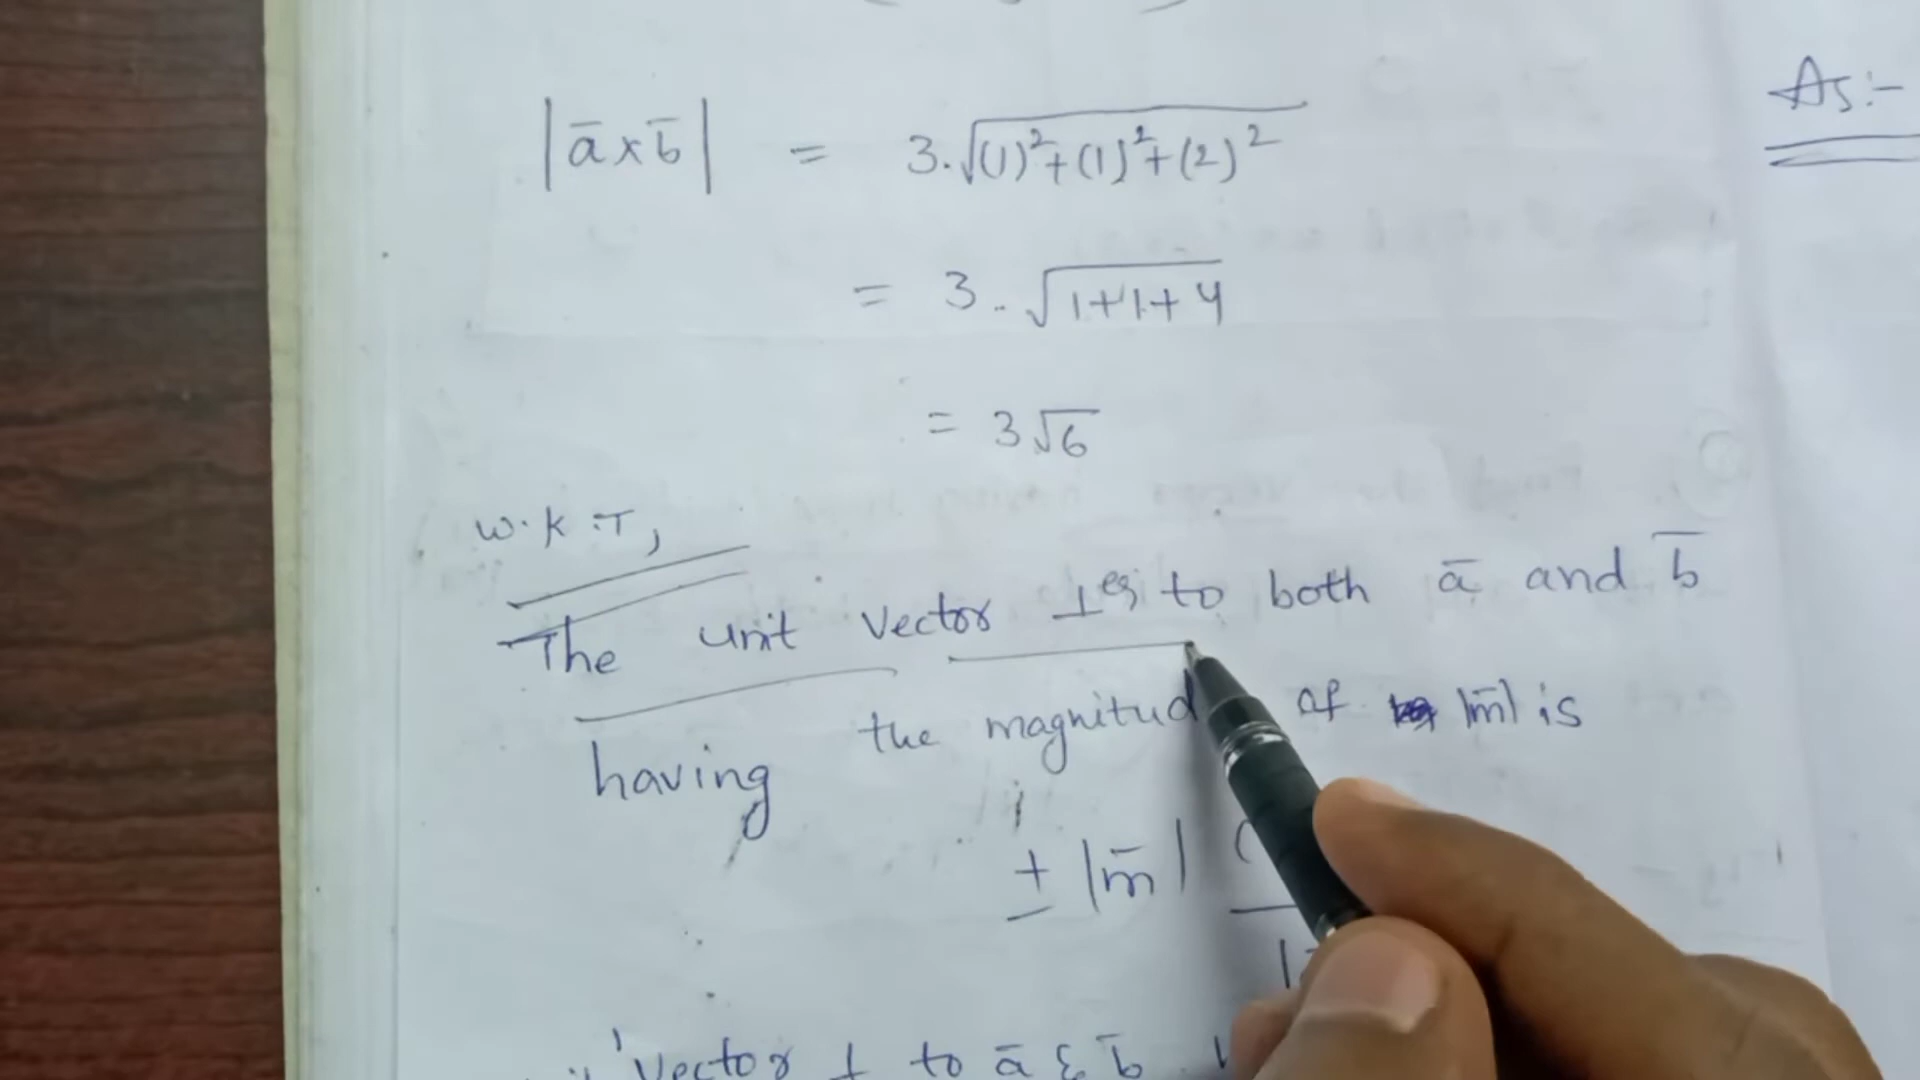 |a̅ x b̅| = 3.√(1)²+(1)²+(2)²
As:-
= 3..√1+1+4
= 3√6
W.K.T,
The unit vector ⊥er to both a̅ and b̅
having the magnitud of |m̅| is
± |m̅|
Vector ⊥ to a̅ & b̅